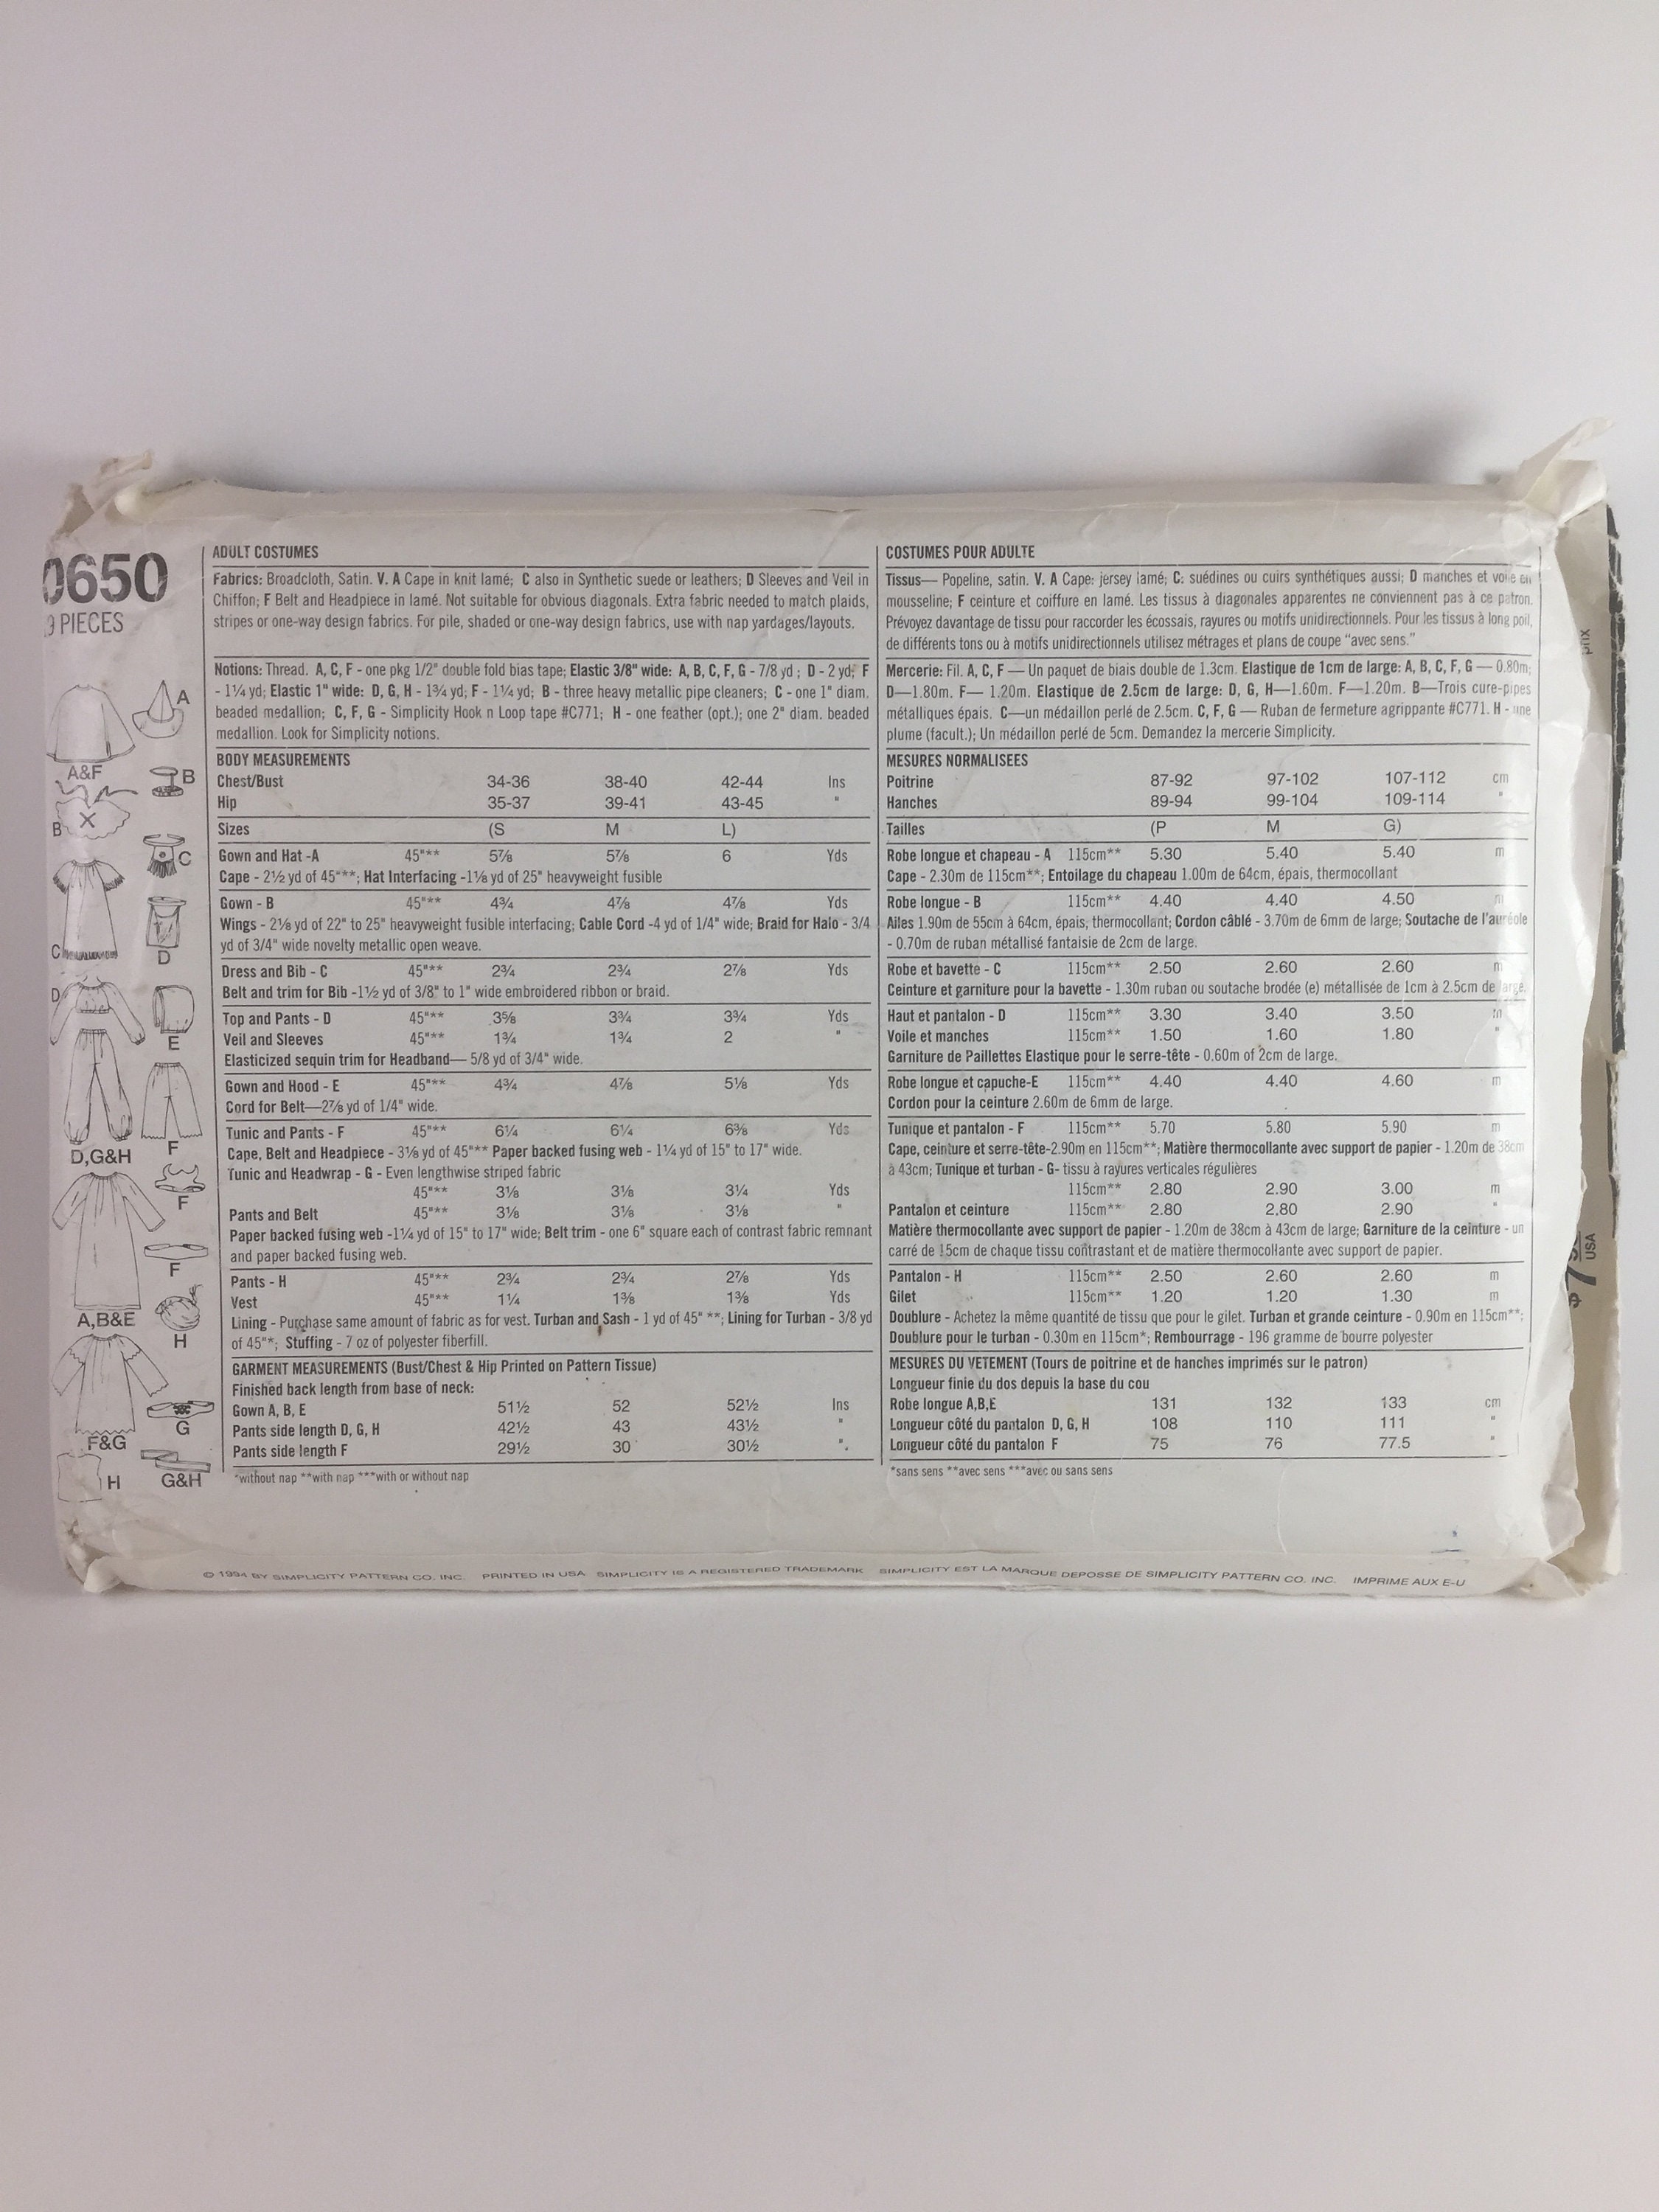 0650
9 PIECES
A
A&F
B
B
C
C
D
D
E
F
D,G&H
F
F
A,B&E
H
G
F&G
H
G&H
ADULT COSTUMES
Fabrics: Broadcloth, Satin. V. A Cape in knit lamé; C also in Synthetic suede or leathers; D Sleeves and Veil in
Chiffon; F Belt and Headpiece in lamé. Not suitable for obvious diagonals. Extra fabric needed to match plaids,
stripes or one-way design fabrics. For pile, shaded or one-way design fabrics, use with nap yardages/layouts.
Notions: Thread. A, C, F - one pkg 1/2" double fold bias tape; Elastic 3/8" wide: A, B, C, F, G - 7/8 yd ; D - 2 yd; F
- 1¼ yd; Elastic 1" wide: D, G, H - 1¾ yd; F - 1¼ yd; B - three heavy metallic pipe cleaners; C - one 1" diam.
beaded medallion; C, F, G - Simplicity Hook n Loop tape #C771; H - one feather (opt.); one 2" diam. beaded
medallion. Look for Simplicity notions.
BODY MEASUREMENTS
Chest/Bust 34-36 38-40 42-44 Ins
Hip 35-37 39-41 43-45 "
Sizes (S M L)
Gown and Hat -A 45"** 5⅞ 5⅞ 6 Yds
Cape - 2½ yd of 45"**; Hat Interfacing -1⅛ yd of 25" heavyweight fusible
Gown - B 45"** 4¾ 4⅞ 4⅞ Yds
Wings - 2⅛ yd of 22" to 25" heavyweight fusible interfacing; Cable Cord -4 yd of 1/4" wide; Braid for Halo - 3/4
yd of 3/4" wide novelty metallic open weave.
Dress and Bib - C 45"** 2¾ 2¾ 2⅞ Yds
Belt and trim for Bib -1½ yd of 3/8" to 1" wide embroidered ribbon or braid.
Top and Pants - D 45"** 3⅝ 3¾ 3¾ Yds
Veil and Sleeves 45"** 1¾ 1¾ 2 "
Elasticized sequin trim for Headband— 5/8 yd of 3/4" wide.
Gown and Hood - E 45"** 4¾ 4⅞ 5⅛ Yds
Cord for Belt—2⅞ yd of 1/4" wide.
Tunic and Pants - F 45"** 6¼ 6¼ 6⅜ Yds
Cape, Belt and Headpiece - 3⅛ yd of 45"** Paper backed fusing web - 1¼ yd of 15" to 17" wide.
Tunic and Headwrap - G - Even lengthwise striped fabric
45"** 3⅛ 3⅛ 3¼ Yds
Pants and Belt 45"** 3⅛ 3⅛ 3⅛ "
Paper backed fusing web -1¼ yd of 15" to 17" wide; Belt trim - one 6" square each of contrast fabric remnant
and paper backed fusing web.
Pants - H 45"** 2¾ 2¾ 2⅞ Yds
Vest 45"** 1¼ 1⅜ 1⅜ Yds
Lining - Purchase same amount of fabric as for vest. Turban and Sash - 1 yd of 45" **; Lining for Turban - 3/8 yd
of 45"*; Stuffing - 7 oz of polyester fiberfill.
GARMENT MEASUREMENTS (Bust/Chest & Hip Printed on Pattern Tissue)
Finished back length from base of neck:
Gown A, B, E 51½ 52 52½ Ins
Pants side length D, G, H 42½ 43 43½ "
Pants side length F 29½ 30 30½ "
*without nap **with nap ***with or without nap
COSTUMES POUR ADULTE
Tissus— Popeline, satin. V. A Cape: jersey lamé; C: suédines ou cuirs synthétiques aussi; D manches et voile en
mousseline; F ceinture et coiffure en lamé. Les tissus à diagonales apparentes ne conviennent pas à ce patron.
Prévoyez davantage de tissu pour raccorder les écossais, rayures ou motifs unidirectionnels. Pour les tissus à long poil,
de différents tons ou à motifs unidirectionnels utilisez métrages et plans de coupe "avec sens."
Mercerie: Fil. A, C, F — Un paquet de biais double de 1.3cm. Elastique de 1cm de large: A, B, C, F, G — 0.80m;
D—1.80m. F— 1.20m. Elastique de 2.5cm de large: D, G, H—1.60m. F—1.20m. B—Trois cure-pipes
métalliques épais. C—un médaillon perlé de 2.5cm. C, F, G — Ruban de fermeture agrippante #C771. H - une
plume (facult.); Un médaillon perlé de 5cm. Demandez la mercerie Simplicity.
MESURES NORMALISEES
Poitrine 87-92 97-102 107-112 cm
Hanches 89-94 99-104 109-114 "
Tailles (P M G)
Robe longue et chapeau - A 115cm** 5.30 5.40 5.40 m
Cape - 2.30m de 115cm**; Entoilage du chapeau 1.00m de 64cm, épais, thermocollant
Robe longue - B 115cm** 4.40 4.40 4.50 m
Ailes 1.90m de 55cm à 64cm, épais, thermocollant; Cordon câblé - 3.70m de 6mm de large; Soutache de l'auréole
- 0.70m de ruban métallisé fantaisie de 2cm de large.
Robe et bavette - C 115cm** 2.50 2.60 2.60 m
Ceinture et garniture pour la bavette - 1.30m ruban ou soutache brodée (e) métallisée de 1cm à 2.5cm de large.
Haut et pantalon - D 115cm** 3.30 3.40 3.50 m
Voile et manches 115cm** 1.50 1.60 1.80 "
Garniture de Paillettes Elastique pour le serre-tête - 0.60m of 2cm de large.
Robe longue et capuche-E 115cm** 4.40 4.40 4.60 m
Cordon pour la ceinture 2.60m de 6mm de large.
Tunique et pantalon - F 115cm** 5.70 5.80 5.90 m
Cape, ceinture et serre-tête-2.90m en 115cm**; Matière thermocollante avec support de papier - 1.20m de 38cm
à 43cm; Tunique et turban - G- tissu à rayures verticales régulières
115cm** 2.80 2.90 3.00 m
Pantalon et ceinture 115cm** 2.80 2.80 2.90 "
Matière thermocollante avec support de papier - 1.20m de 38cm à 43cm de large; Garniture de la ceinture - un
carré de 15cm de chaque tissu contrastant et de matière thermocollante avec support de papier.
Pantalon - H 115cm** 2.50 2.60 2.60 m
Gilet 115cm** 1.20 1.20 1.30 m
Doublure - Achetez la même quantité de tissu que pour le gilet. Turban et grande ceinture - 0.90m en 115cm**;
Doublure pour le turban - 0.30m en 115cm*; Rembourrage - 196 gramme de bourre polyester
MESURES DU VETEMENT (Tours de poitrine et de hanches imprimés sur le patron)
Longueur finie du dos depuis la base du cou
Robe longue A,B,E 131 132 133 cm
Longueur côté du pantalon D, G, H 108 110 111 "
Longueur côté du pantalon F 75 76 77.5 "
*sans sens **avec sens ***avec ou sans sens
© 1994 BY SIMPLICITY PATTERN CO. INC. PRINTED IN USA SIMPLICITY IS A REGISTERED TRADEMARK SIMPLICITY EST LA MARQUE DEPOSSE DE SIMPLICITY PATTERN CO. INC. IMPRIME AUX E-U
prix
USA